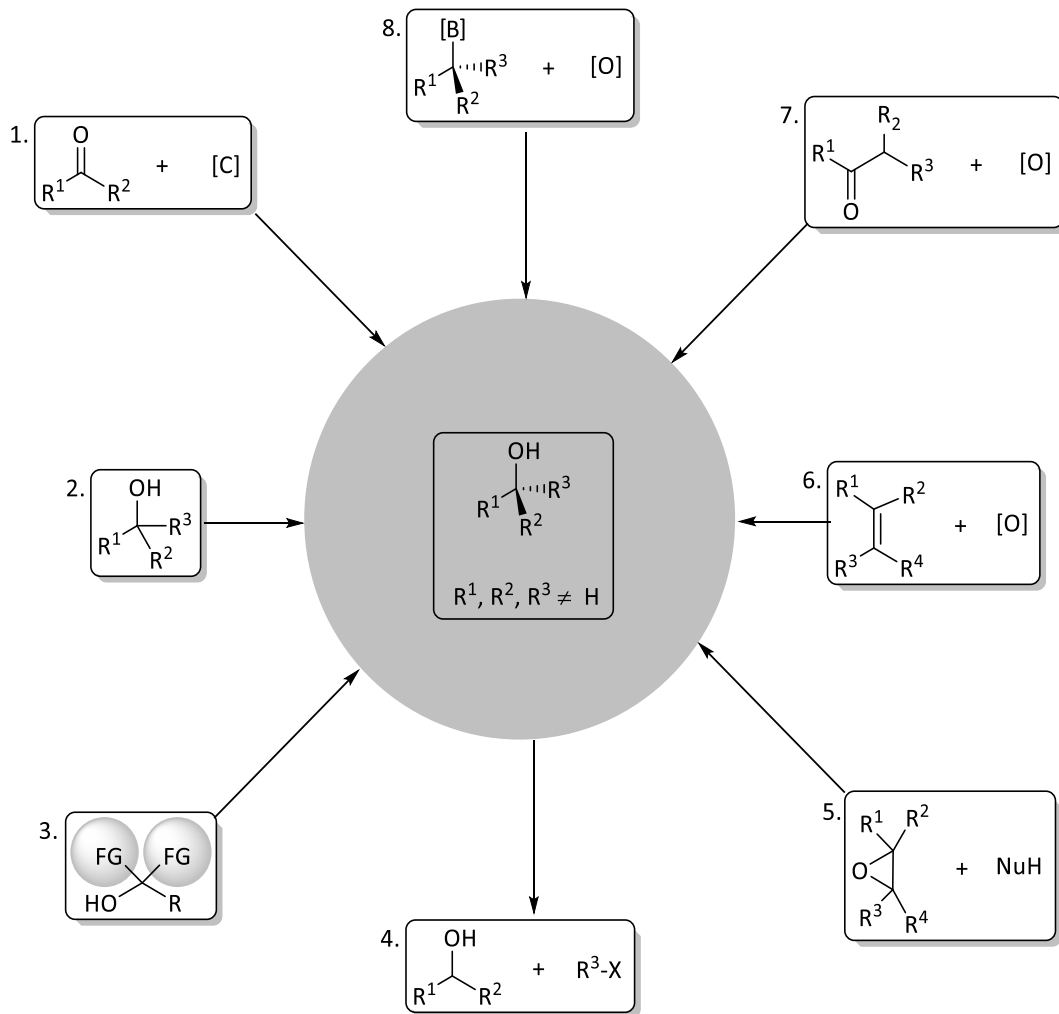 8.
[B]
R¹ R³ + [O]
R²
1.
O
R¹ R² + [C]
7.
R₂
R¹ R³ + [O]
O
2.
OH
R¹ R³
R²
OH
R¹ R³
R²
R¹, R², R³ ≠ H
6.
R¹ R² + [O]
R³ R⁴
3.
FG FG
HO R
4.
OH
R¹ R² + R³-X
5.
R¹ R²
O + NuH
R³ R⁴